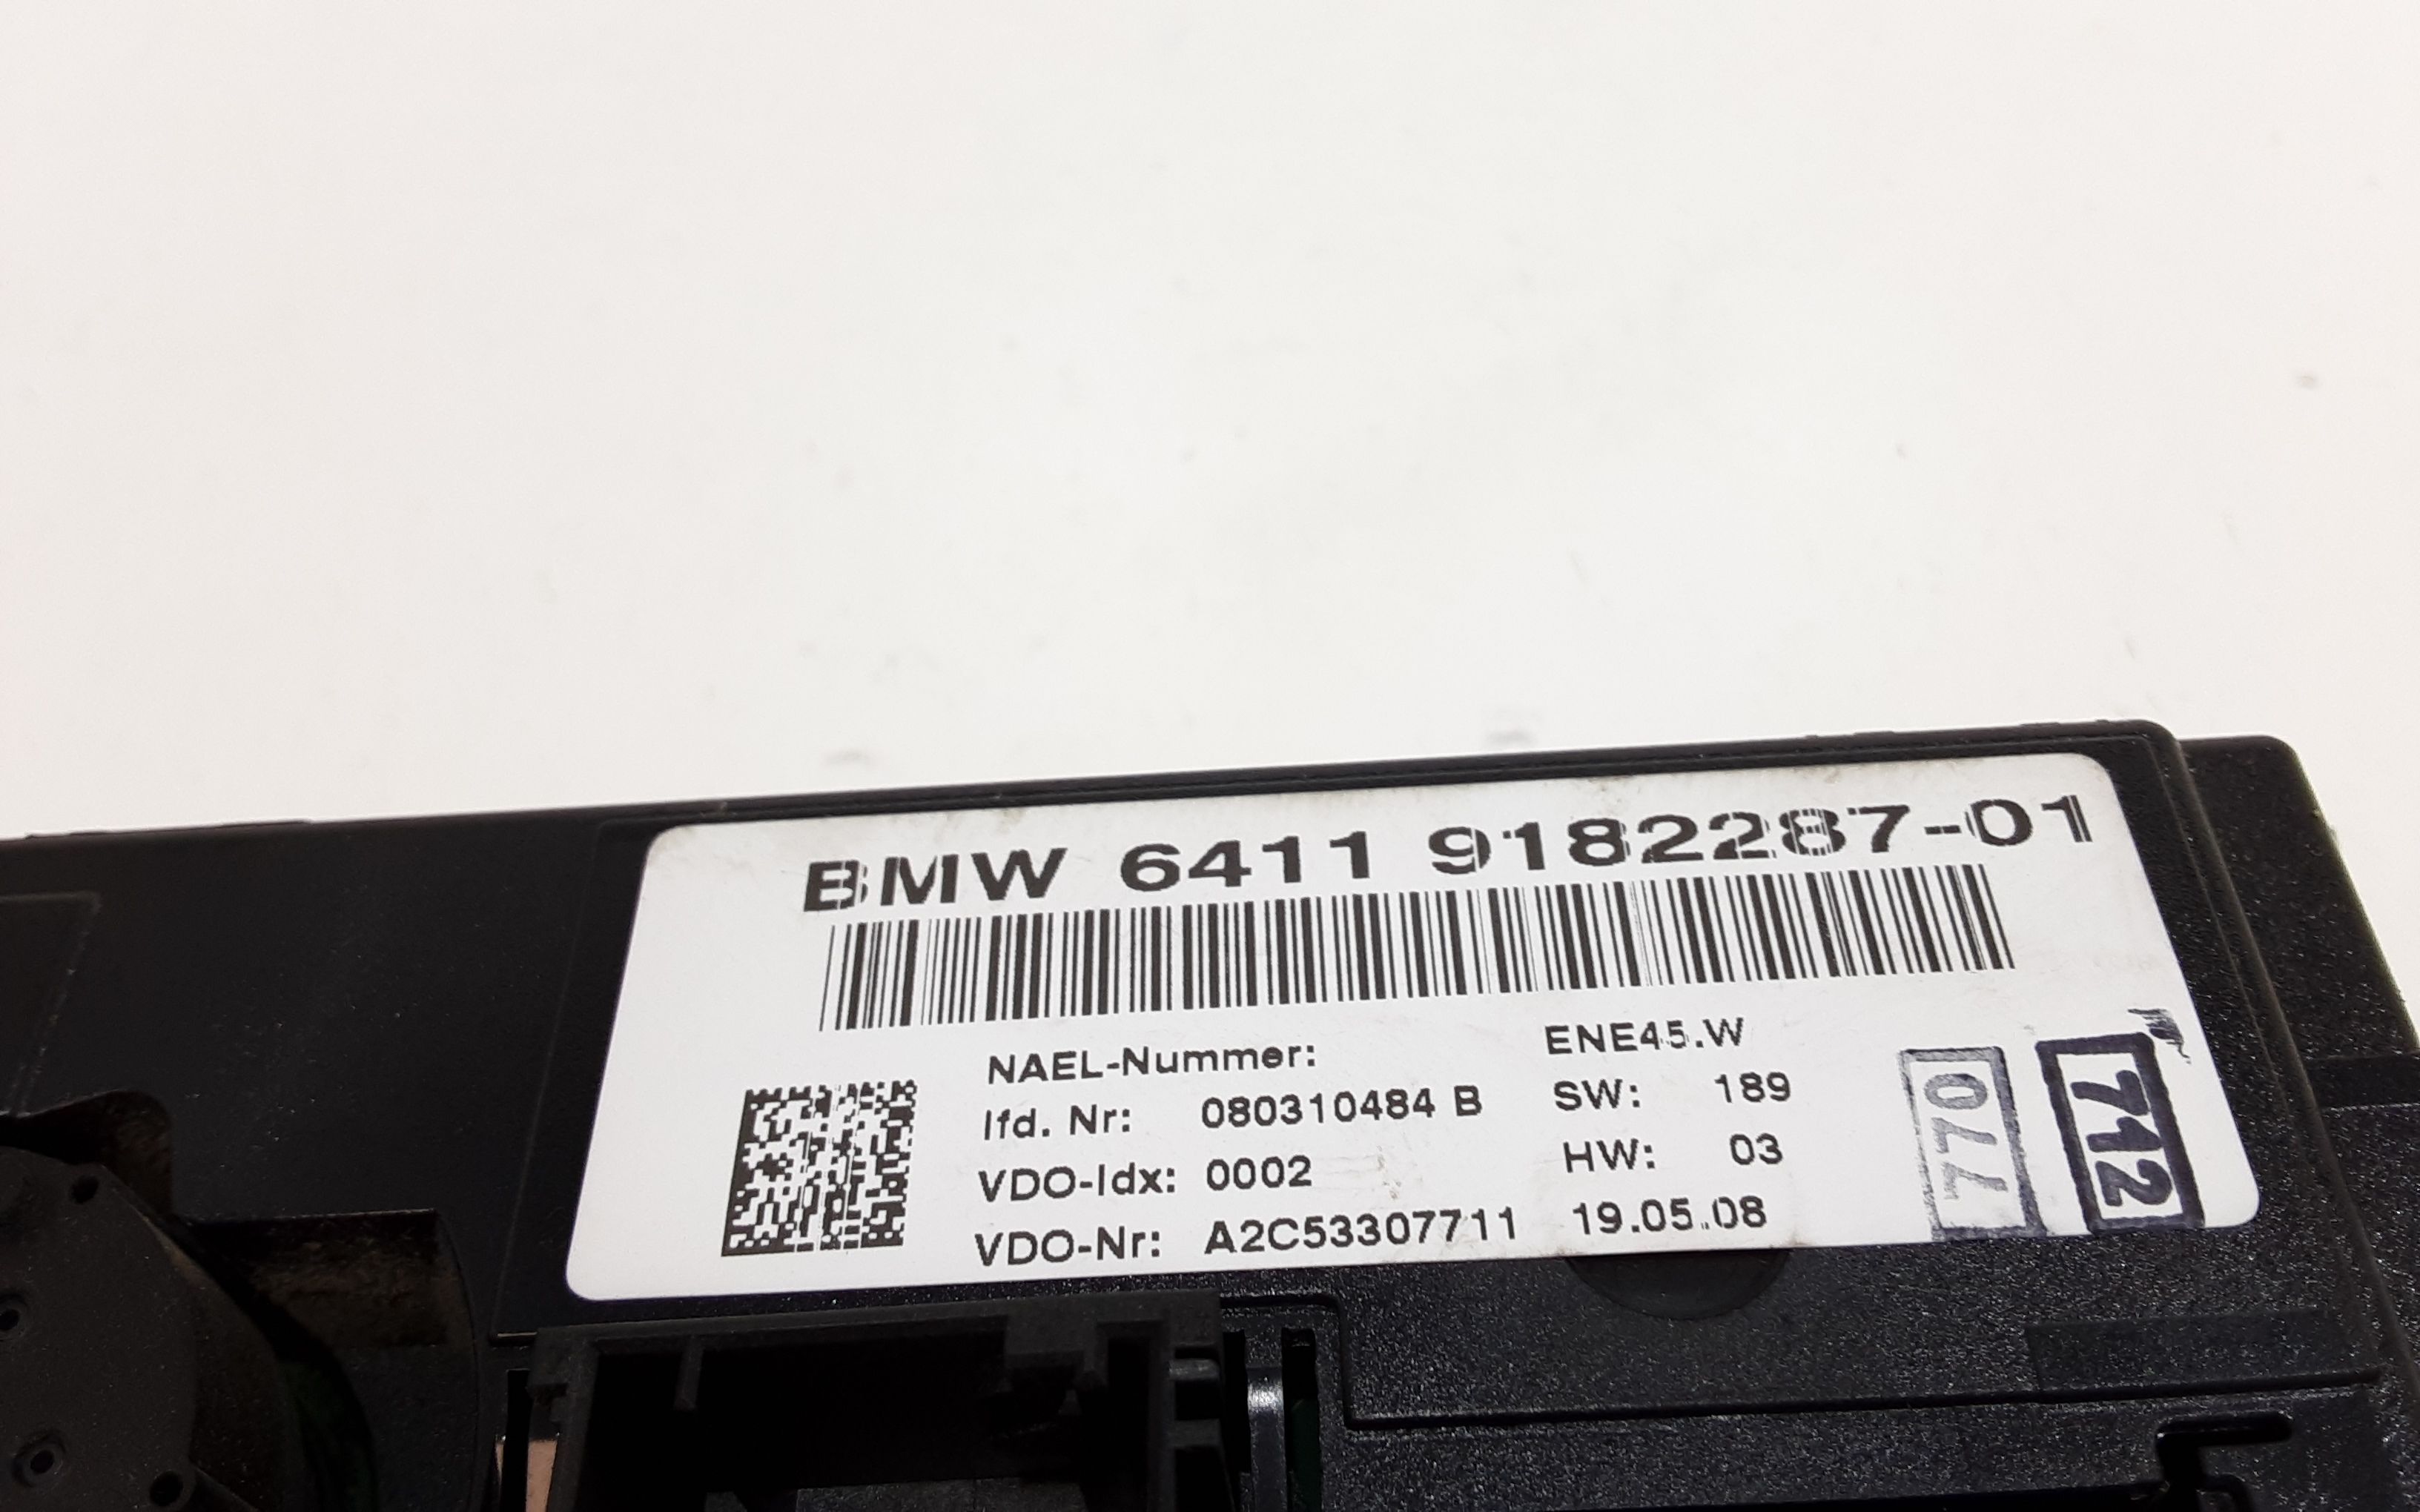 BMW 6411 9182287-01
NAEL-Nummer: ENE45.W
lfd. Nr: 080310484 B SW: 189
VDO-Idx: 0002 HW: 03
VDO-Nr: A2C53307711 19.05.08
770
712